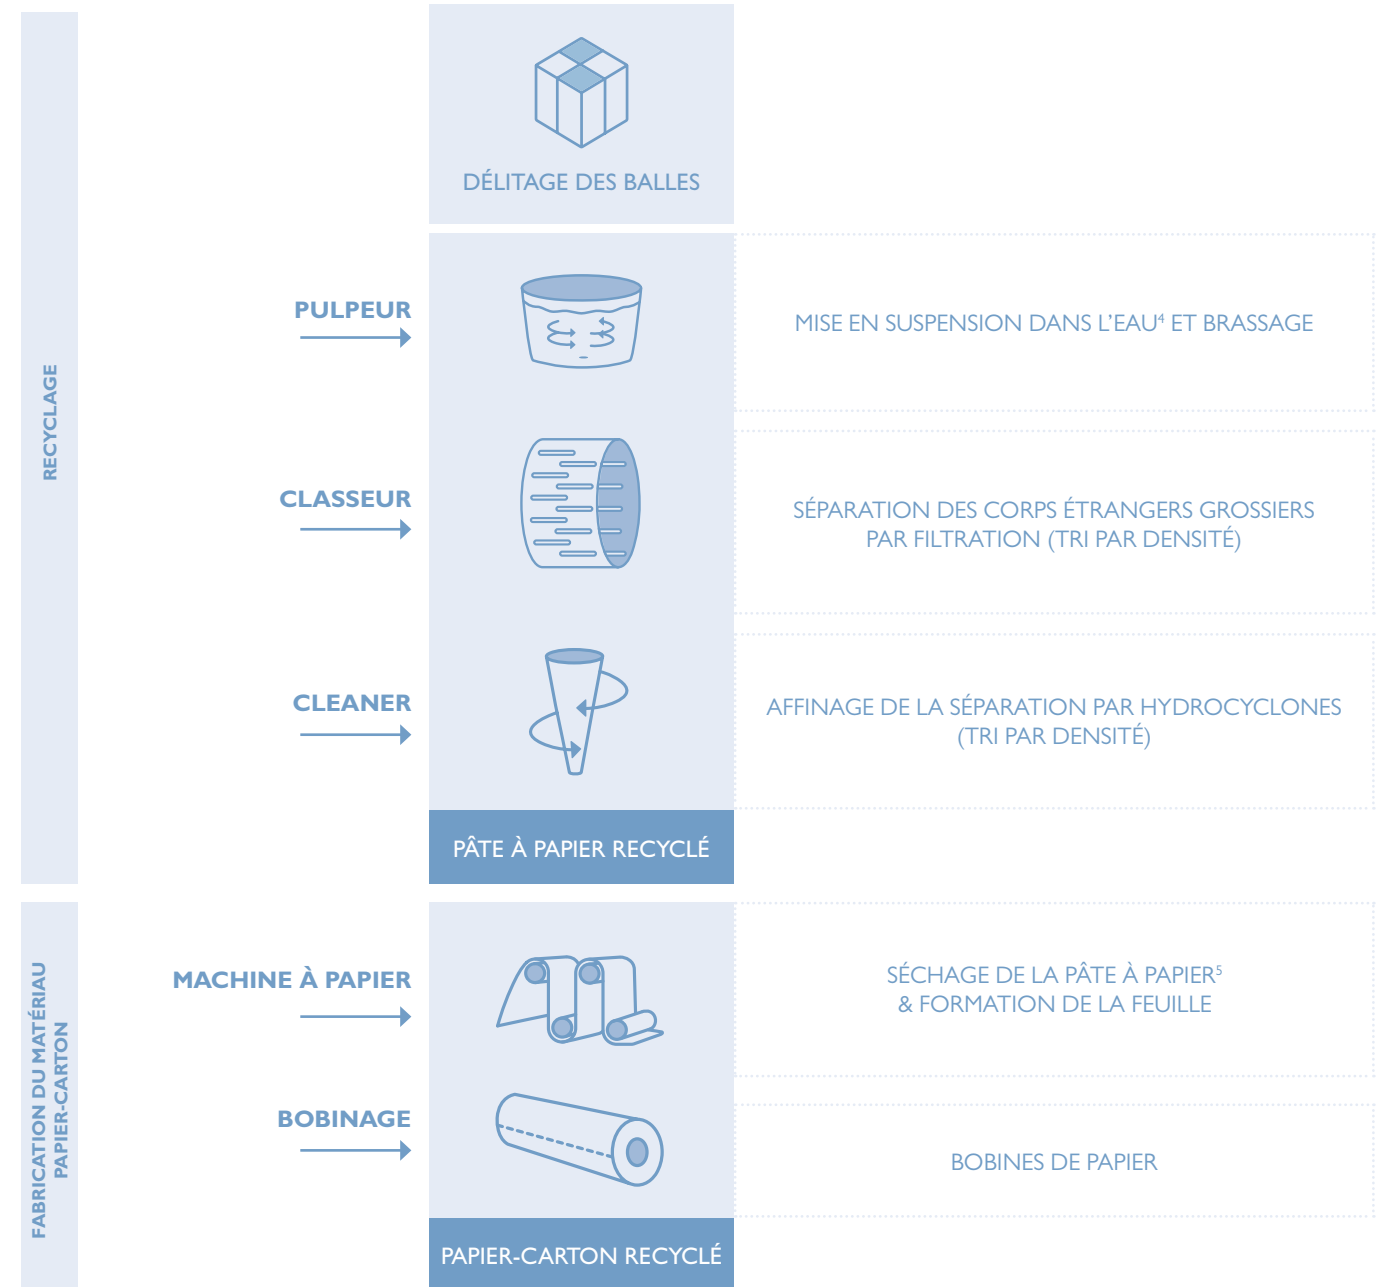 RECYCLAGE
DÉLITAGE DES BALLES
PULPEUR
MISE EN SUSPENSION DANS L’EAU⁴ ET BRASSAGE
CLASSEUR
SÉPARATION DES CORPS ÉTRANGERS GROSSIERS
PAR FILTRATION (TRI PAR DENSITÉ)
CLEANER
AFFINAGE DE LA SÉPARATION PAR HYDROCYCLONES
(TRI PAR DENSITÉ)
PÂTE À PAPIER RECYCLÉ
FABRICATION DU MATÉRIAU
PAPIER-CARTON
MACHINE À PAPIER
SÉCHAGE DE LA PÂTE À PAPIER⁵
& FORMATION DE LA FEUILLE
BOBINAGE
BOBINES DE PAPIER
PAPIER-CARTON RECYCLÉ